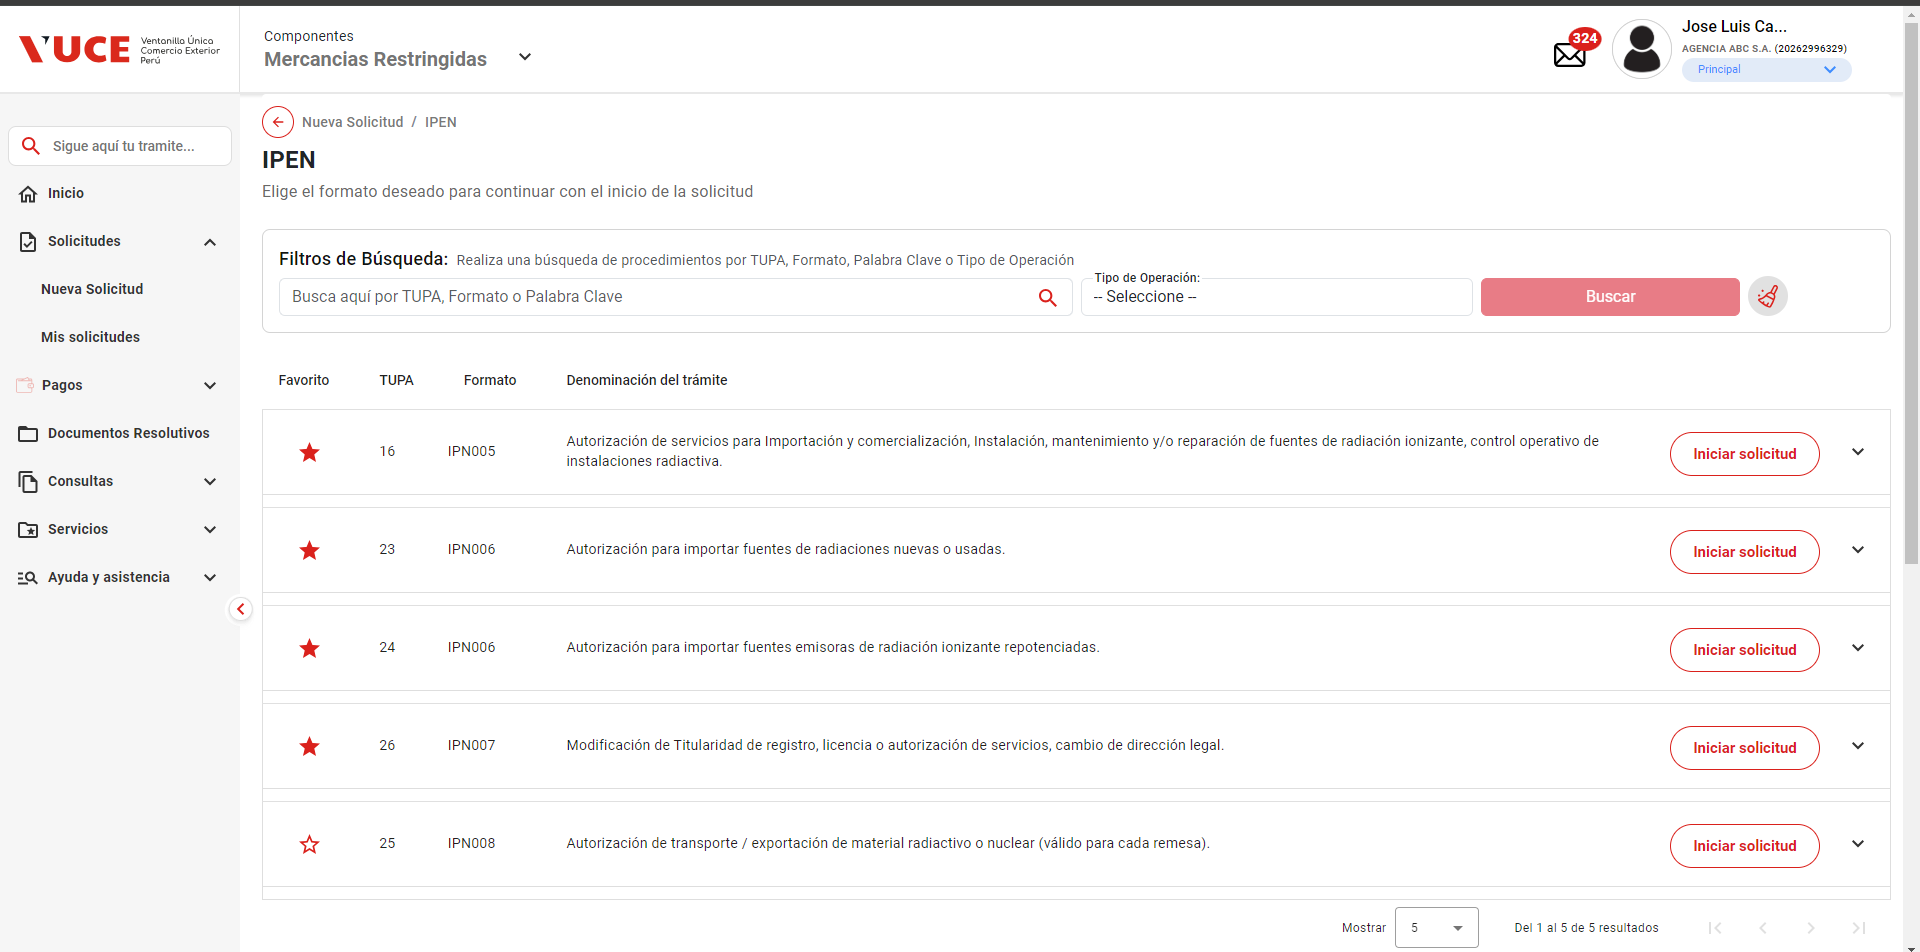 VUCE
Ventanilla Única
Comercio Exterior
Perú
Componentes
Mercancias Restringidas
324
Jose Luis Ca...
AGENCIA ABC S.A. (20262996329)
Principal
Sigue aquí tu tramite...
Inicio
Solicitudes
Nueva Solicitud
Mis solicitudes
Pagos
Documentos Resolutivos
Consultas
Servicios
Ayuda y asistencia
Nueva Solicitud / IPEN
IPEN
Elige el formato deseado para continuar con el inicio de la solicitud
Filtros de Búsqueda: Realiza una búsqueda de procedimientos por TUPA, Formato, Palabra Clave o Tipo de Operación
Busca aquí por TUPA, Formato o Palabra Clave
Tipo de Operación:
-- Seleccione --
Buscar
Favorito TUPA Formato Denominación del trámite
16 IPN005 Autorización de servicios para Importación y comercialización, Instalación, mantenimiento y/o reparación de fuentes de radiación ionizante, control operativo de
instalaciones radiactiva.
Iniciar solicitud
23 IPN006 Autorización para importar fuentes de radiaciones nuevas o usadas. Iniciar solicitud
24 IPN006 Autorización para importar fuentes emisoras de radiación ionizante repotenciadas. Iniciar solicitud
26 IPN007 Modificación de Titularidad de registro, licencia o autorización de servicios, cambio de dirección legal. Iniciar solicitud
25 IPN008 Autorización de transporte / exportación de material radiactivo o nuclear (válido para cada remesa). Iniciar solicitud
Mostrar 5 Del 1 al 5 de 5 resultados